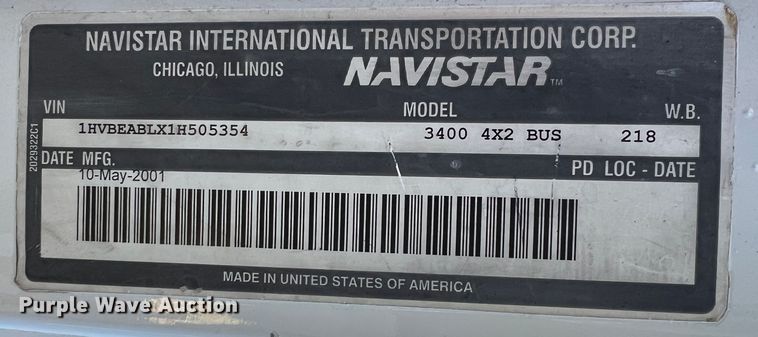 NAVISTAR INTERNATIONAL TRANSPORTATION CORP.
CHICAGO, ILLINOIS NAVISTAR TM
VIN MODEL W.B.
1HVBEABLX1H505354 3400 4X2 BUS 218
DATE MFG. PD LOC - DATE
10-May-2001
2029322C1
MADE IN UNITED STATES OF AMERICA
Purple Wave Auction